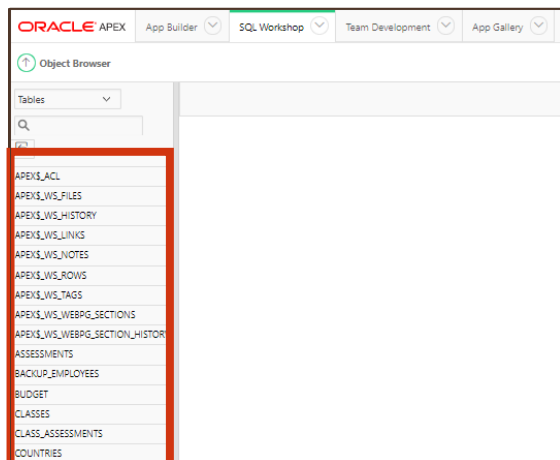 ORACLE APEX App Builder SQL Workshop Team Development App Gallery
Object Browser
Tables
APEX$_ACL
APEX$_WS_FILES
APEX$_WS_HISTORY
APEX$_WS_LINKS
APEX$_WS_NOTES
APEX$_WS_ROWS
APEX$_WS_TAGS
APEX$_WS_WEBPG_SECTIONS
APEX$_WS_WEBPG_SECTION_HISTOR
ASSESSMENTS
BACKUP_EMPLOYEES
BUDGET
CLASSES
CLASS_ASSESSMENTS
COUNTRIES